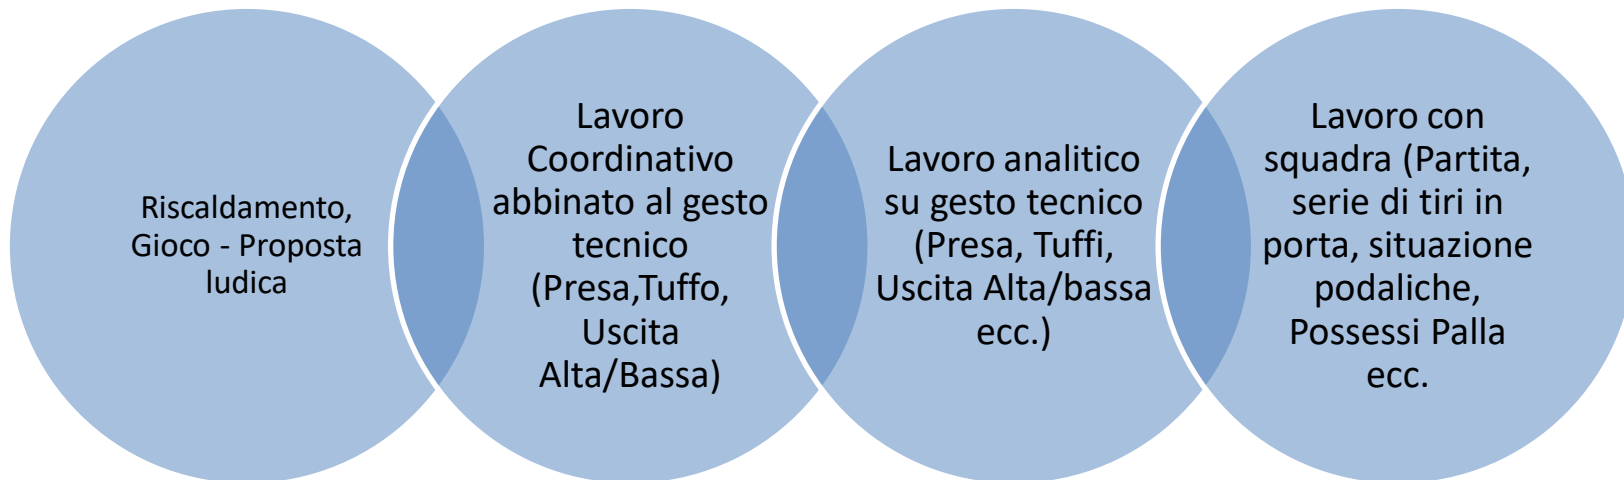 Riscaldamento,
Gioco - Proposta
ludica
Lavoro
Coordinativo
abbinato al gesto
tecnico
(Presa,Tuffo,
Uscita
Alta/Bassa)
Lavoro analitico
su gesto tecnico
(Presa, Tuffi,
Uscita Alta/bassa
ecc.)
Lavoro con
squadra (Partita,
serie di tiri in
porta, situazione
podaliche,
Possessi Palla
ecc.